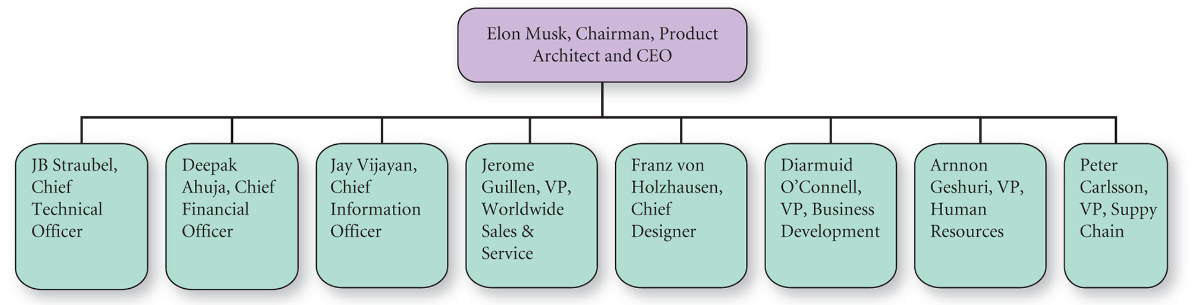 Elon Musk, Chairman, Product
Architect and CEO
JB Straubel,
Chief
Technical
Officer
Deepak
Ahuja, Chief
Financial
Officer
Jay Vijayan,
Chief
Information
Officer
Jerome
Guillen, VP,
Worldwide
Sales &
Service
Franz von
Holzhausen,
Chief
Designer
Diarmuid
O’Connell,
VP, Business
Development
Arnnon
Geshuri, VP,
Human
Resources
Peter
Carlsson,
VP, Suppy
Chain